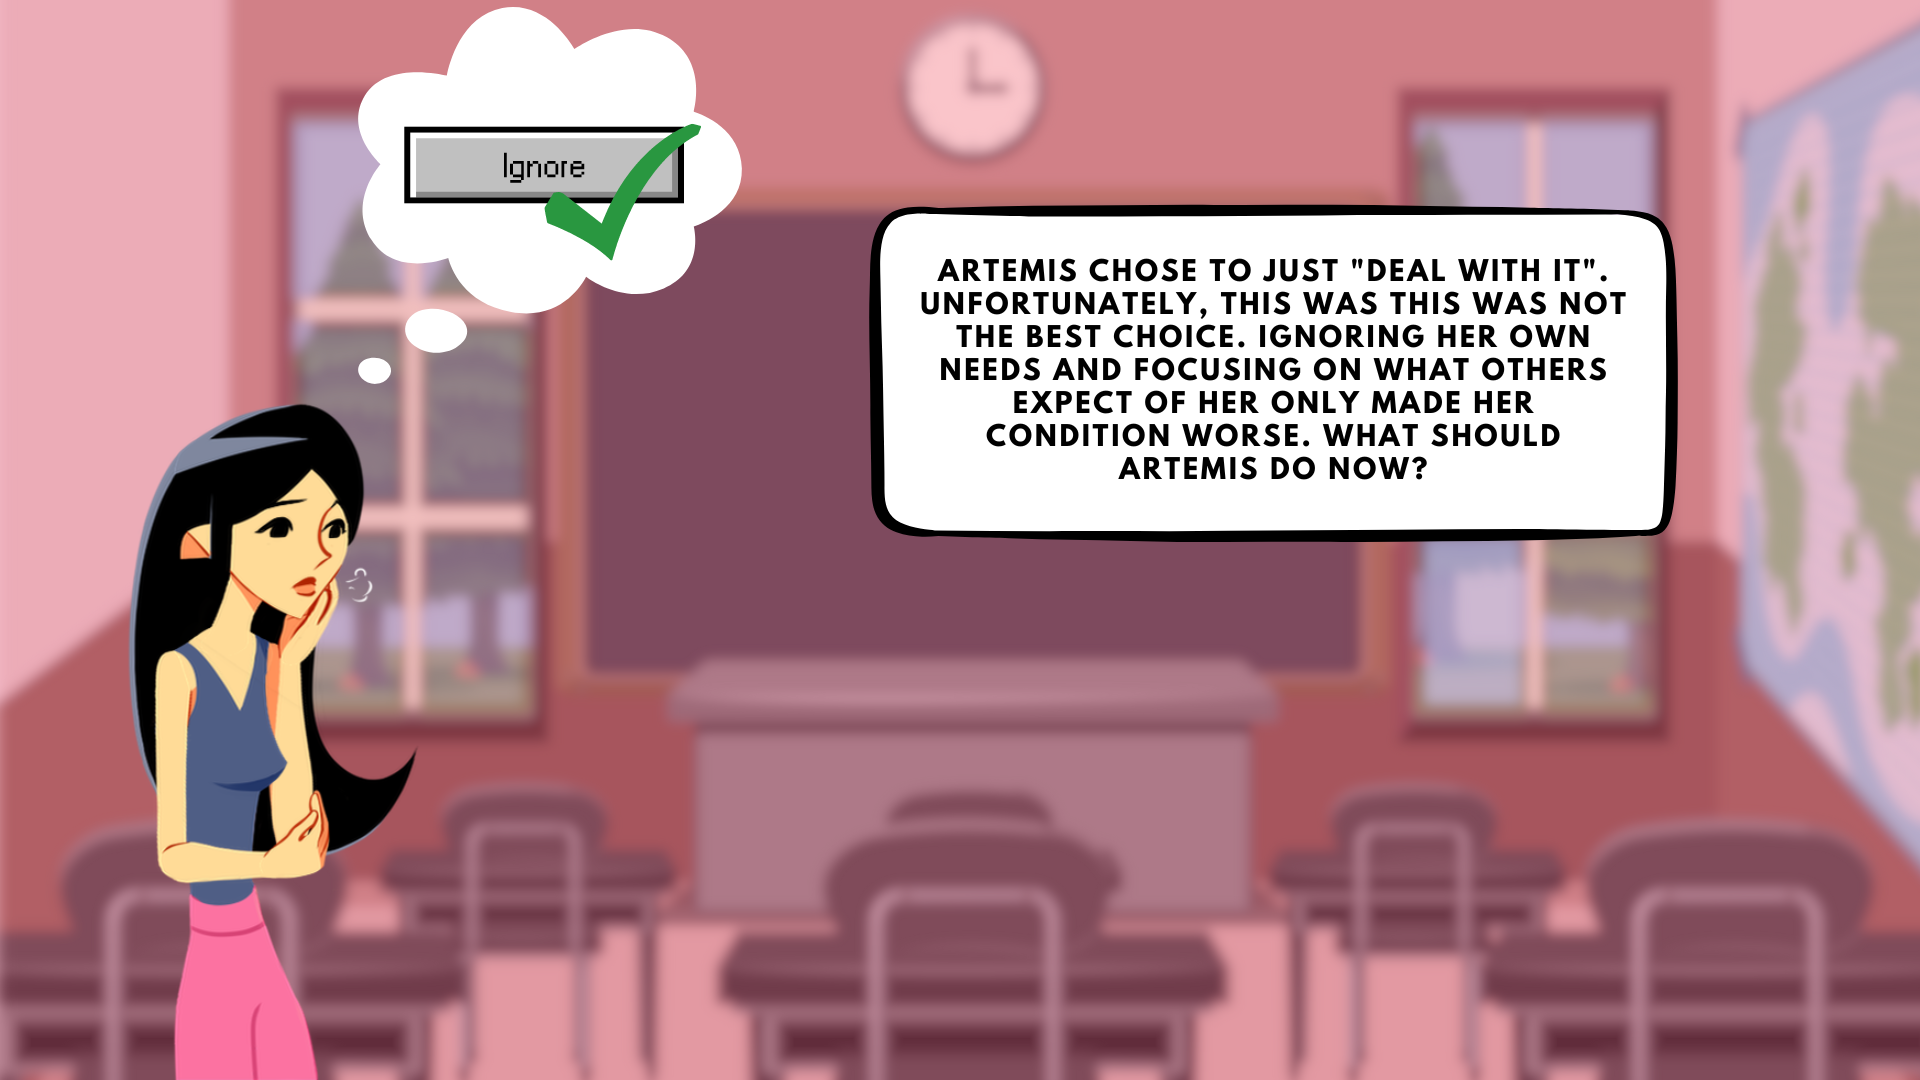 Ignore
ARTEMIS CHOSE TO JUST "DEAL WITH IT".
UNFORTUNATELY, THIS WAS THIS WAS NOT
THE BEST CHOICE. IGNORING HER OWN
NEEDS AND FOCUSING ON WHAT OTHERS
EXPECT OF HER ONLY MADE HER
CONDITION WORSE. WHAT SHOULD
ARTEMIS DO NOW?